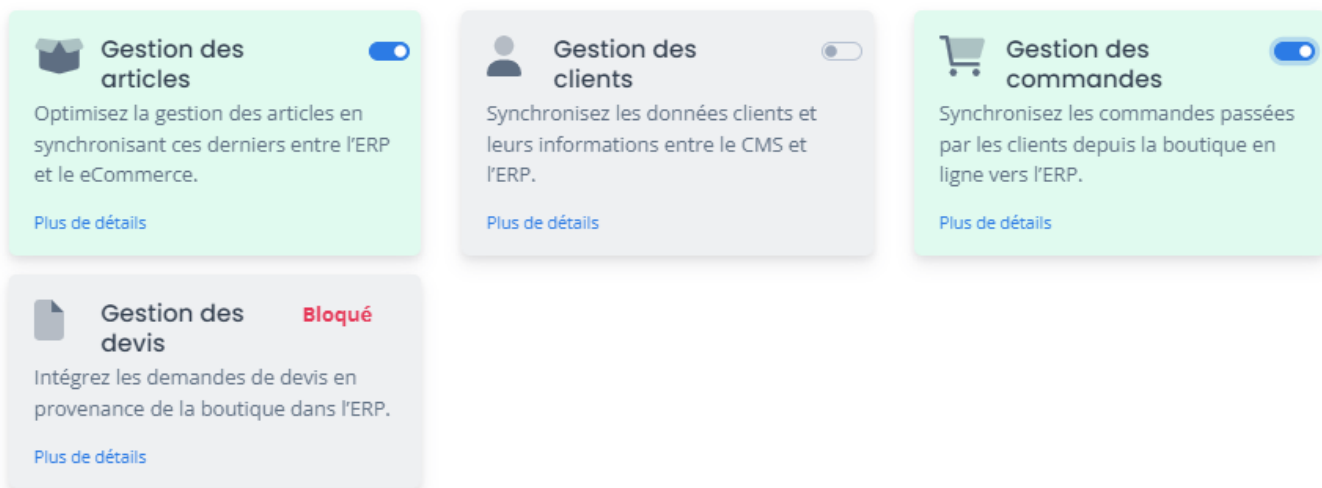 Gestion des
articles
Optimisez la gestion des articles en
synchronisant ces derniers entre l'ERP
et le eCommerce.
Plus de détails
Gestion des
clients
Synchronisez les données clients et
leurs informations entre le CMS et
l'ERP.
Plus de détails
Gestion des
commandes
Synchronisez les commandes passées
par les clients depuis la boutique en
ligne vers l'ERP.
Plus de détails
Gestion des
devis
Bloqué
Intégrez les demandes de devis en
provenance de la boutique dans l'ERP.
Plus de détails